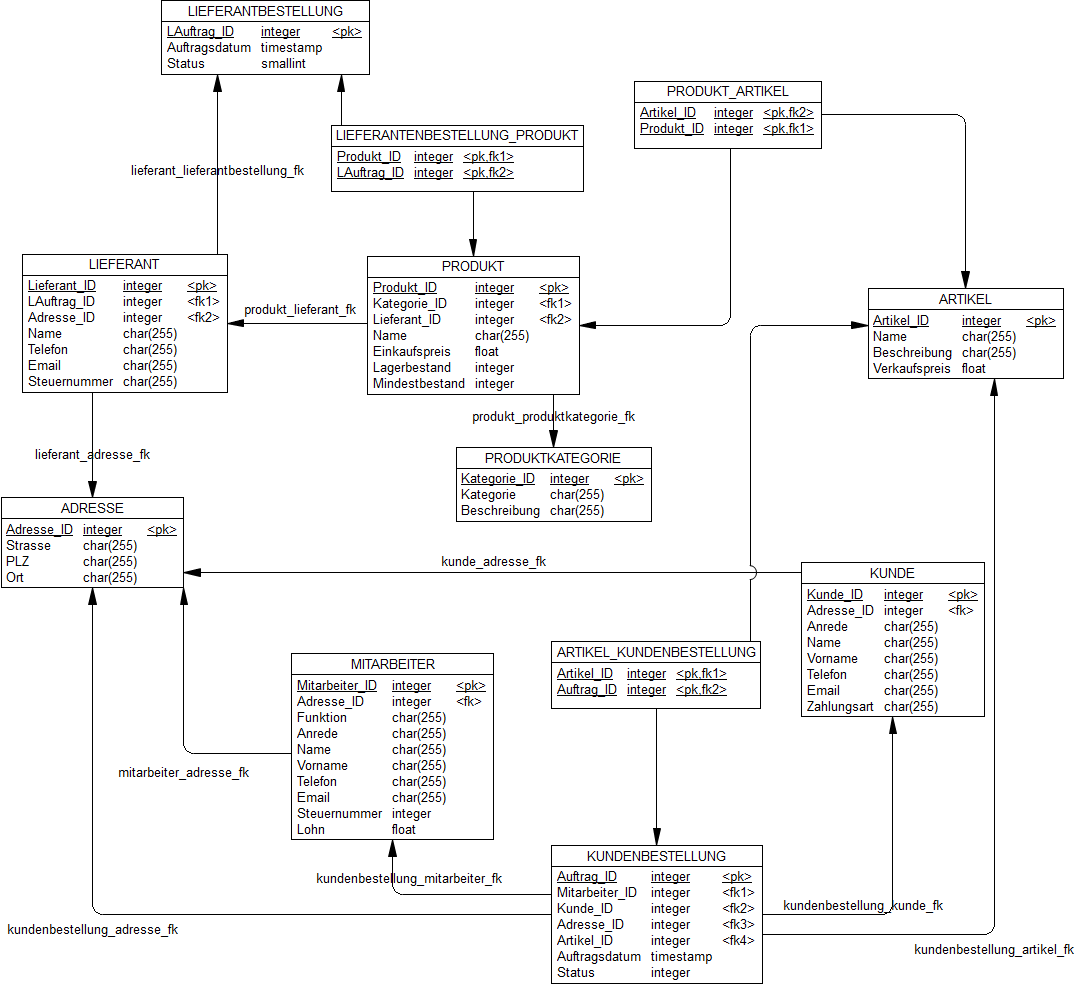 LIEFERANTBESTELLUNG
LAuftrag_ID integer <pk>
Auftragsdatum timestamp
Status smallint
PRODUKT_ARTIKEL
Artikel_ID integer <pk,fk2>
Produkt_ID integer <pk,fk1>
LIEFERANTENBESTELLUNG_PRODUKT
Produkt_ID integer <pk,fk1>
LAuftrag_ID integer <pk,fk2>
lieferant_lieferantbestellung_fk
LIEFERANT
Lieferant_ID integer <pk>
LAuftrag_ID integer <fk1>
Adresse_ID integer <fk2>
Name char(255)
Telefon char(255)
Email char(255)
Steuernummer char(255)
produkt_lieferant_fk
PRODUKT
Produkt_ID integer <pk>
Kategorie_ID integer <fk1>
Lieferant_ID integer <fk2>
Name char(255)
Einkaufspreis float
Lagerbestand integer
Mindestbestand integer
ARTIKEL
Artikel_ID integer <pk>
Name char(255)
Beschreibung char(255)
Verkaufspreis float
produkt_produktkategorie_fk
lieferant_adresse_fk
PRODUKTKATEGORIE
Kategorie_ID integer <pk>
Kategorie char(255)
Beschreibung char(255)
ADRESSE
Adresse_ID integer <pk>
Strasse char(255)
PLZ char(255)
Ort char(255)
kunde_adresse_fk
KUNDE
Kunde_ID integer <pk>
Adresse_ID integer <fk>
Anrede char(255)
Name char(255)
Vorname char(255)
Telefon char(255)
Email char(255)
Zahlungsart char(255)
ARTIKEL_KUNDENBESTELLUNG
Artikel_ID integer <pk,fk1>
Auftrag_ID integer <pk,fk2>
MITARBEITER
Mitarbeiter_ID integer <pk>
Adresse_ID integer <fk>
Funktion char(255)
Anrede char(255)
Name char(255)
Vorname char(255)
Telefon char(255)
Email char(255)
Steuernummer integer
Lohn float
mitarbeiter_adresse_fk
KUNDENBESTELLUNG
Auftrag_ID integer <pk>
Mitarbeiter_ID integer <fk1>
Kunde_ID integer <fk2>
Adresse_ID integer <fk3>
Artikel_ID integer <fk4>
Auftragsdatum timestamp
Status integer
kundenbestellung_mitarbeiter_fk
kundenbestellung_kunde_fk
kundenbestellung_adresse_fk
kundenbestellung_artikel_fk